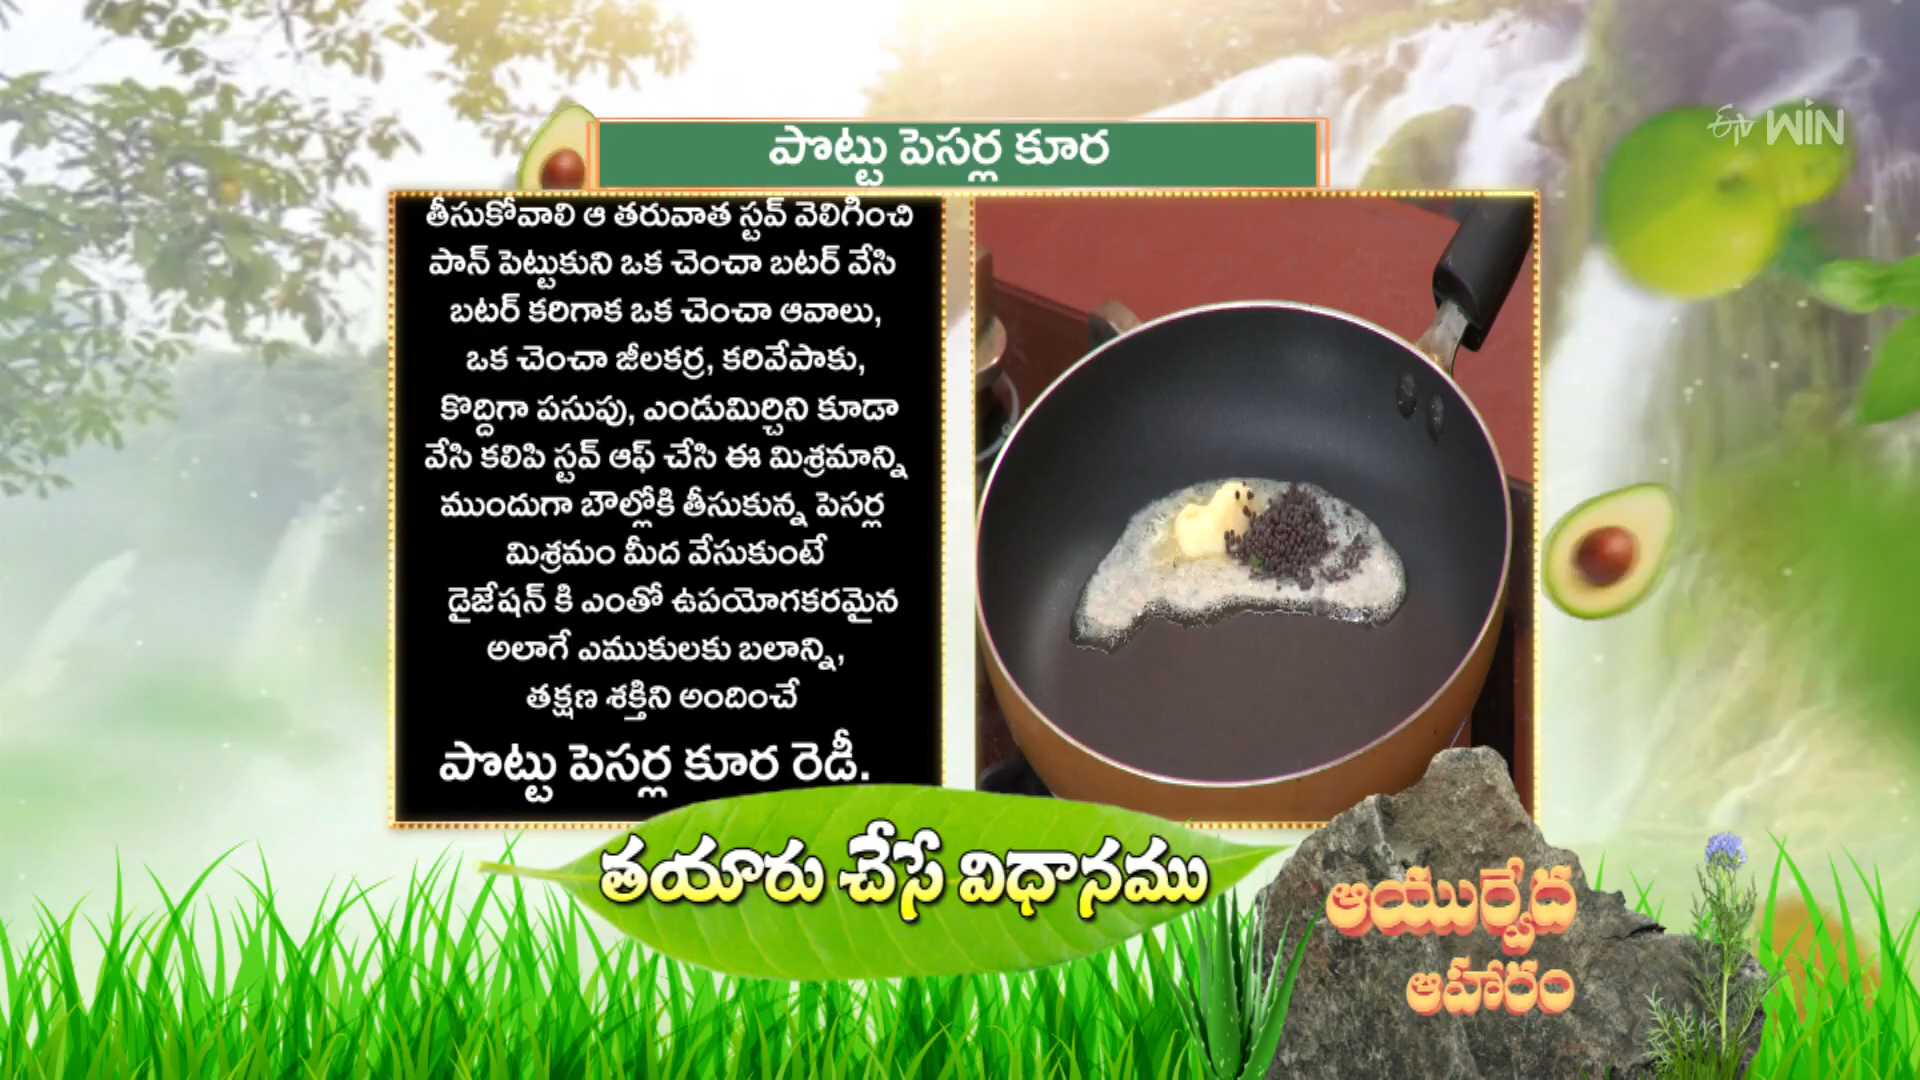 ఈటీవీ WIN
పొట్టు పెసర్ల కూర
తీసుకోవాలి ఆ తరువాత స్టవ్ వెలిగించి
పాన్ పెట్టుకుని ఒక చెంచా బటర్ వేసి
బటర్ కరిగాక ఒక చెంచా ఆవాలు,
ఒక చెంచా జీలకర్ర, కరివేపాకు,
కొద్దిగా పసుపు, ఎండుమిర్చిని కూడా
వేసి కలిపి స్టవ్ ఆఫ్ చేసి ఈ మిశ్రమాన్ని
ముందుగా బౌల్లోకి తీసుకున్న పెసర్ల
మిశ్రమం మీద వేసుకుంటే
డైజేషన్ కి ఎంతో ఉపయోగకరమైన
అలాగే ఎముకులకు బలాన్ని,
తక్షణ శక్తిని అందించే
పొట్టు పెసర్ల కూర రెడీ.
తయారు చేసే విధానము
ఆయుర్వేద
ఆహారం